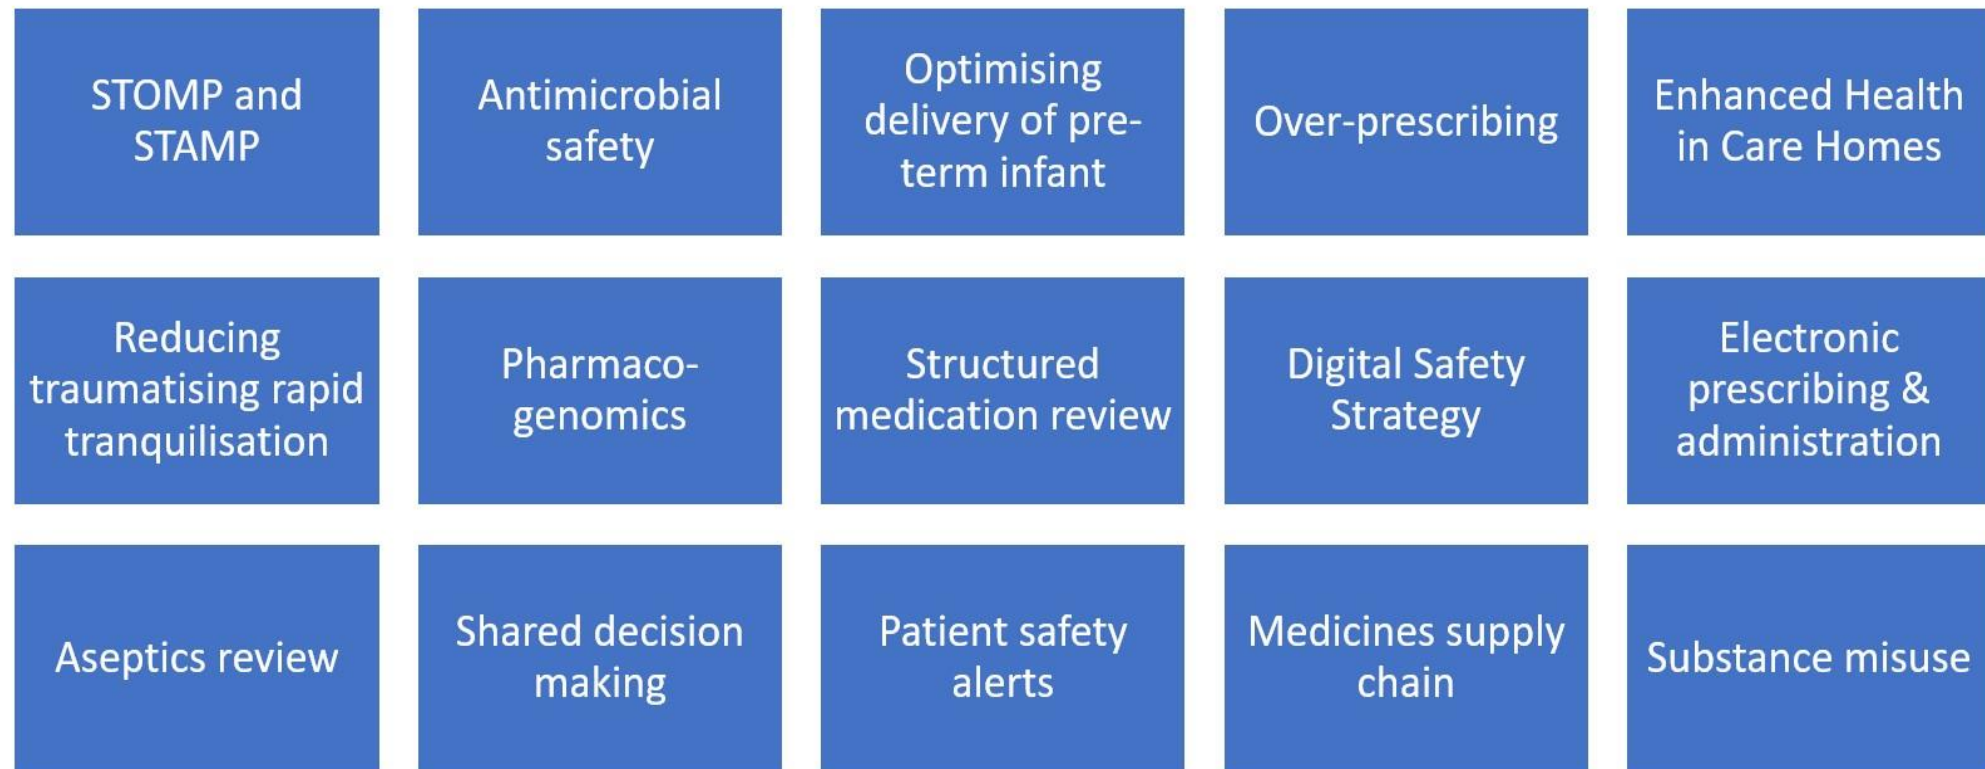 STOMP and
STAMP
Antimicrobial
safety
Optimising
delivery of pre-
term infant
Over-prescribing
Enhanced Health
in Care Homes
Reducing
traumatising rapid
tranquilisation
Pharmaco-
genomics
Structured
medication review
Digital Safety
Strategy
Electronic
prescribing &
administration
Aseptics review
Shared decision
making
Patient safety
alerts
Medicines supply
chain
Substance misuse